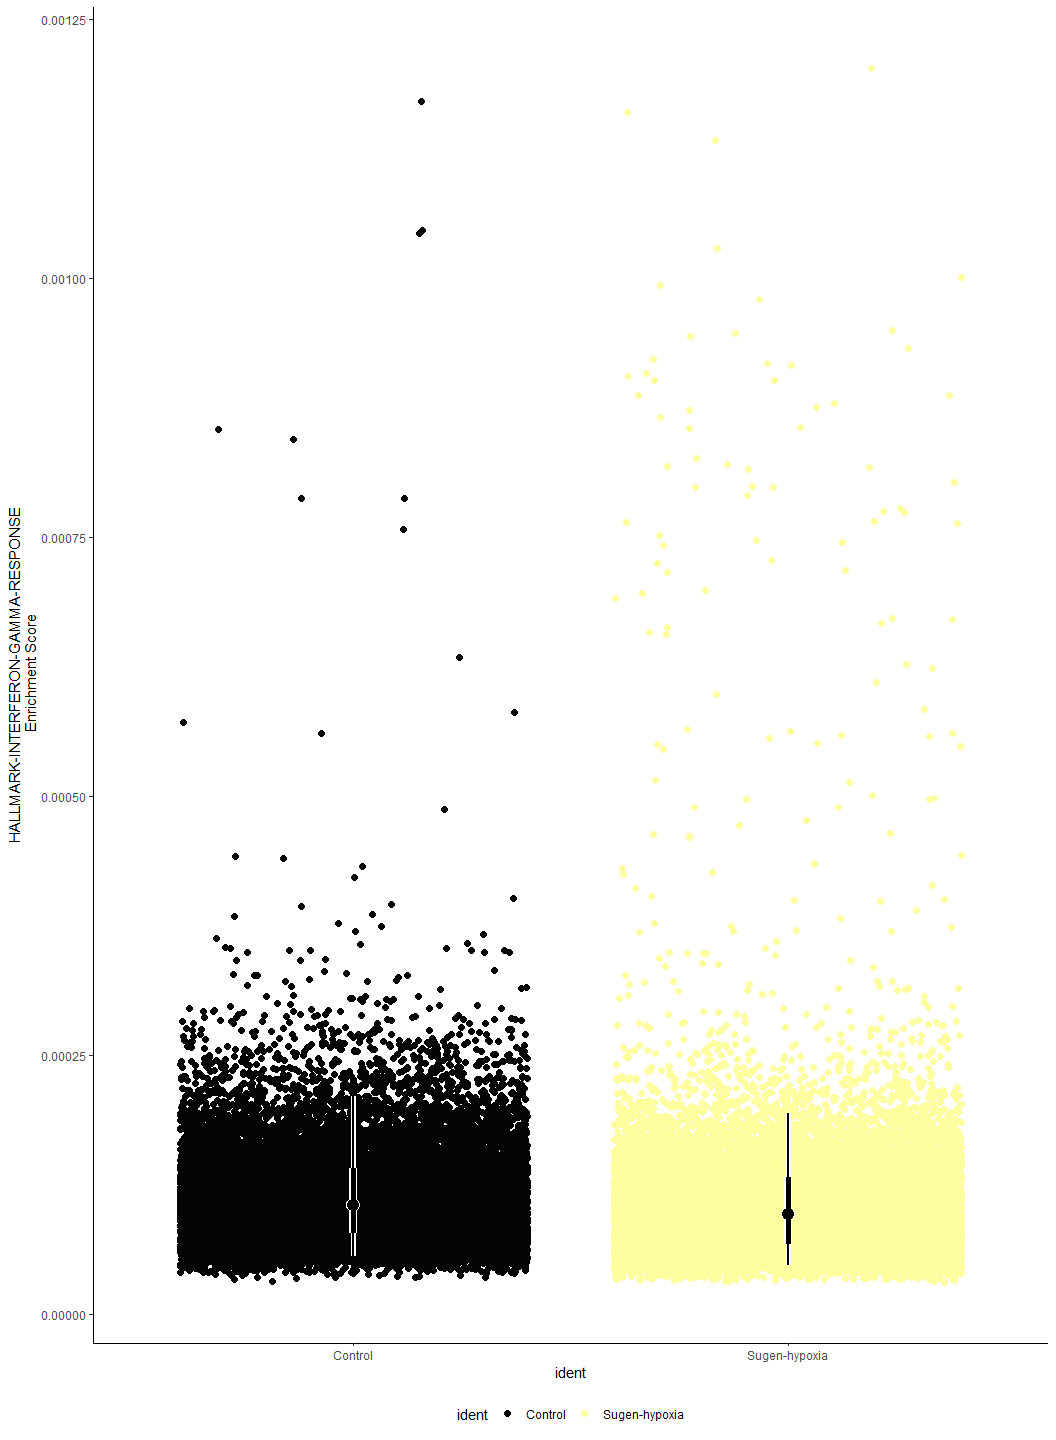 HALLMARK-INTERFERON-GAMMA-RESPONSE
Enrichment Score
0.00125
0.00100
0.00075
0.00050
0.00025
0.00000
Control
Sugen-hypoxia
ident
ident
Control
Sugen-hypoxia